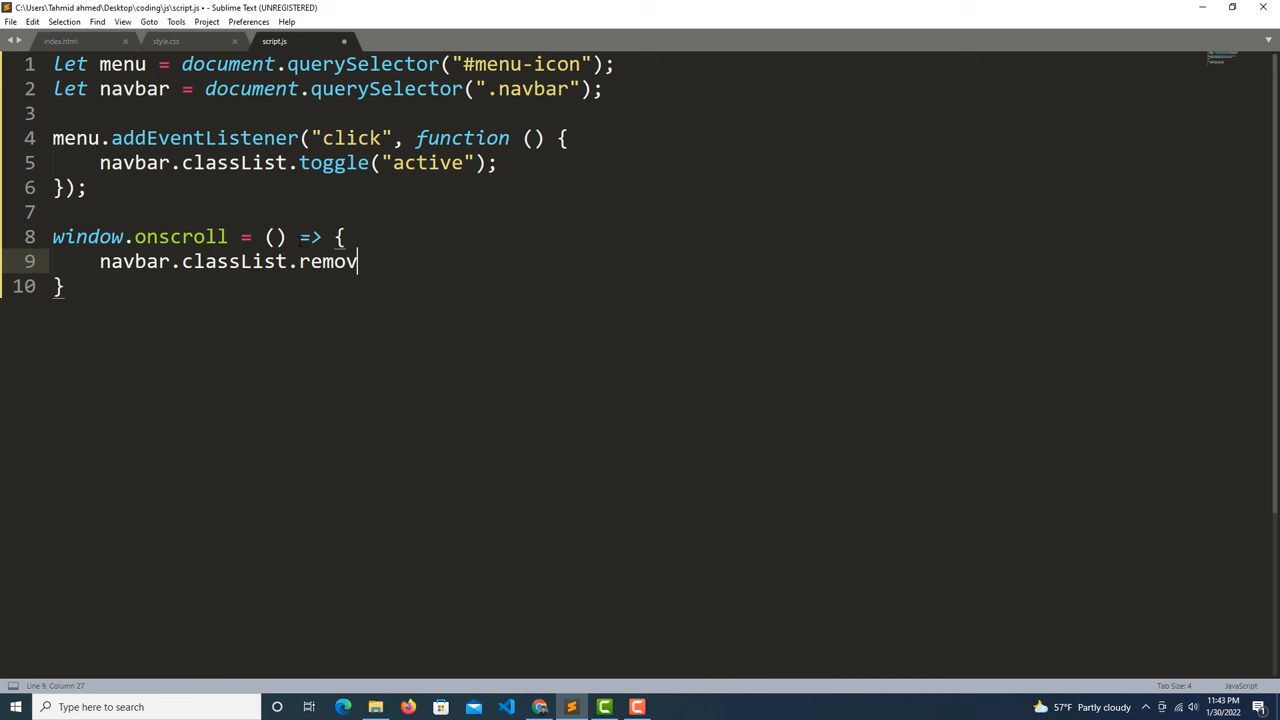 C:\Users\Tahmid ahmed\Desktop\coding\js\script.js • - Sublime Text (UNREGISTERED)
File Edit Selection Find View Goto Tools Project Preferences Help
index.html style.css script.js
1 let menu = document.querySelector("#menu-icon");
2 let navbar = document.querySelector(".navbar");
3
4 menu.addEventListener("click", function () {
5 navbar.classList.toggle("active");
6 });
7
8 window.onscroll = () => {
9 navbar.classList.remov
10 }
Line 9, Column 27 Tab Size: 4 JavaScript
Type here to search 57°F Partly cloudy 11:43 PM
1/30/2022